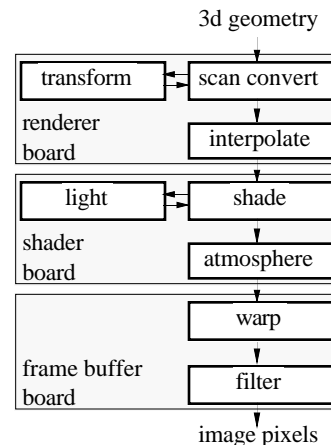 3d geometry
transform
scan convert
renderer
board
interpolate
light
shade
shader
board
atmosphere
warp
frame buffer
board
filter
image pixels